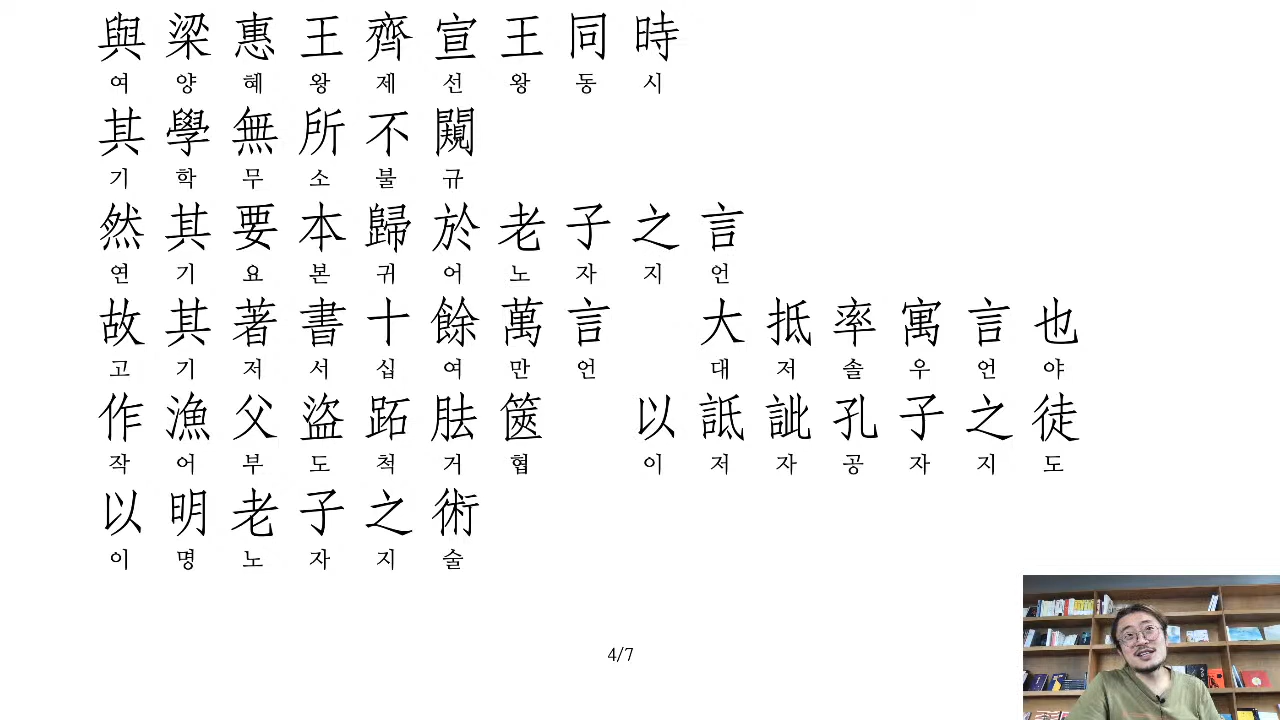 與梁惠王齊宣王同時
여 양 혜 왕 제 선 왕 동 시
其學無所不闚
기 학 무 소 불 규
然其要本歸於老子之言
연 기 요 본 귀 어 노 자 지 언
故其著書十餘萬言 大抵率寓言也
고 기 저 서 십 여 만 언 대 저 솔 우 언 야
作漁父盜跖胠篋 以詆訿孔子之徒
작 어 부 도 척 거 협 이 저 자 공 자 지 도
以明老子之術
이 명 노 자 지 술
4/7